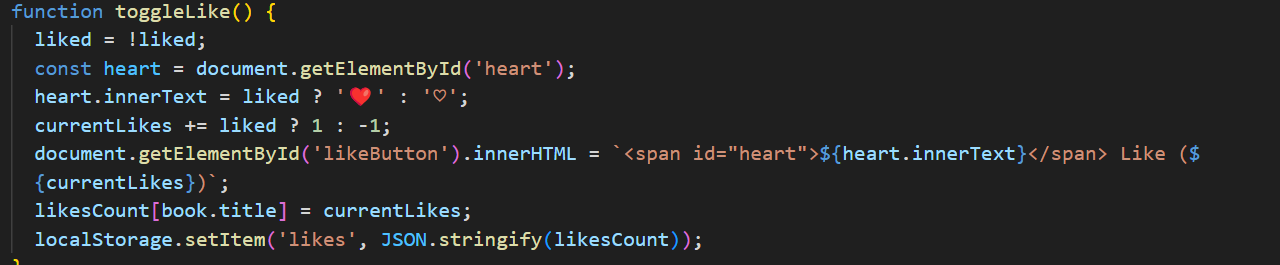 function toggleLike() {
liked = !liked;
const heart = document.getElementById('heart');
heart.innerText = liked ? '❤️' : '♡';
currentLikes += liked ? 1 : -1;
document.getElementById('likeButton').innerHTML = `<span id="heart">${heart.innerText}</span> Like ($
{currentLikes})`;
likesCount[book.title] = currentLikes;
localStorage.setItem('likes', JSON.stringify(likesCount));
}